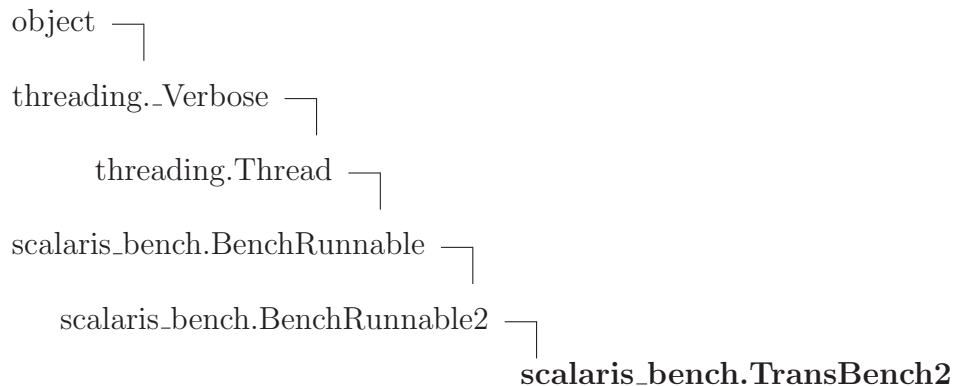 object
threading._Verbose
threading.Thread
scalaris_bench.BenchRunnable
scalaris_bench.BenchRunnable2
scalaris_bench.TransBench2